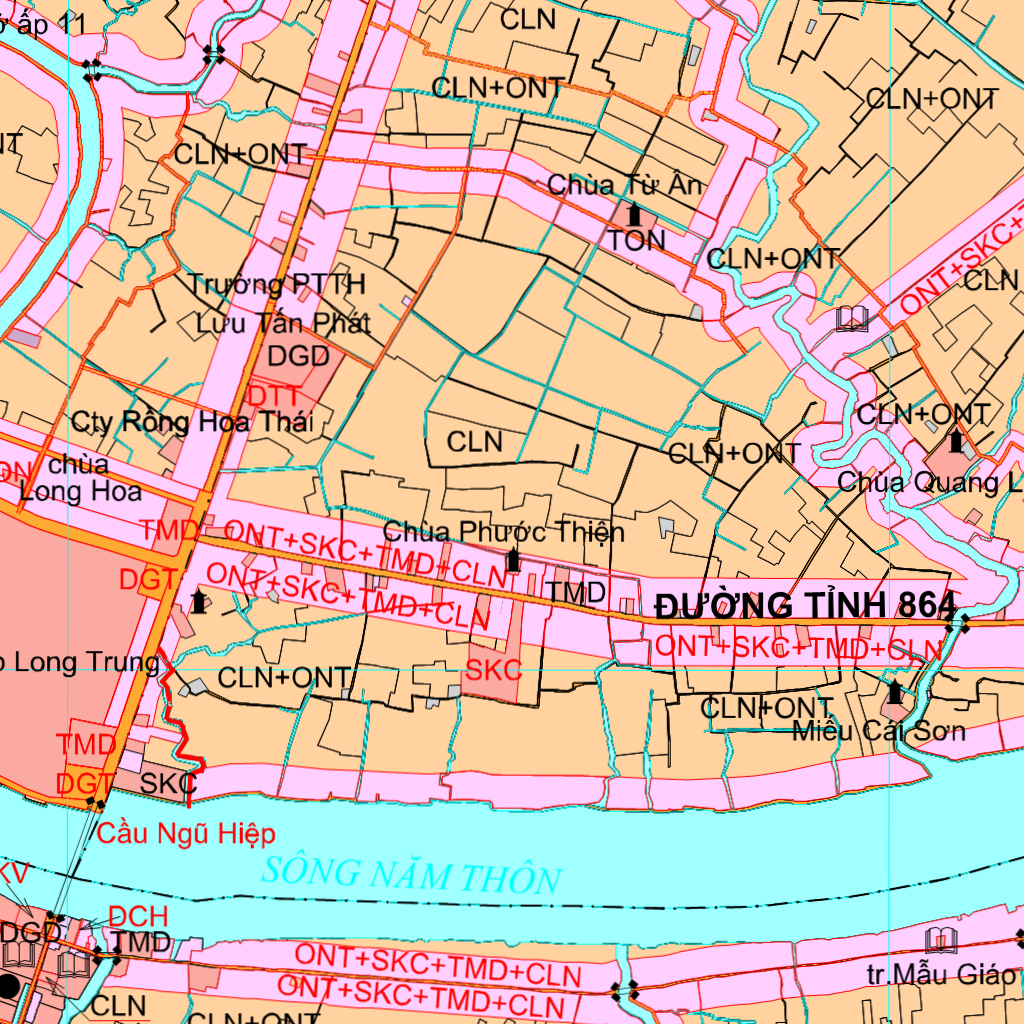 ấp 11
CLN
CLN+ONT
CLN+ONT
CLN+ONT
Chùa Từ Ân
TON
CLN+ONT
CLN
Trường PTTH
Lưu Tấn Phát
DGD
DTT
Cty Rồng Hoa Thái
CLN+ONT
CLN
CLN+ONT
chùa
Long Hoa
Chùa Quang
TMD
Chùa Phước Thiện
ONT+SKC+TMD+CLN
DGT
ONT+SKC+TMD+CLN
TMD
ĐƯỜNG TỈNH 864
ONT+SKC+TMD+CLN
Long Trung
CLN+ONT
SKC
CLN+ONT
Miễu Cái Sơn
TMD
DGT
SKC
Cầu Ngũ Hiệp
SÔNG NĂM THÔN
DCH
DGD
TMD
ONT+SKC+TMD+CLN
tr.Mẫu Giáo
ONT+SKC+TMD+CLN
CLN
CLN+ONT